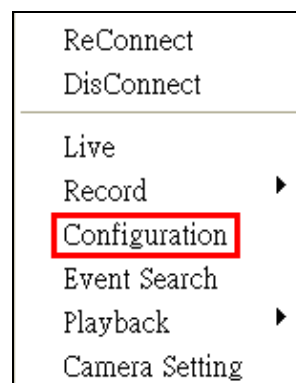 ReConnect
DisConnect
Live
Record
Configuration
Event Search
Playback
Camera Setting